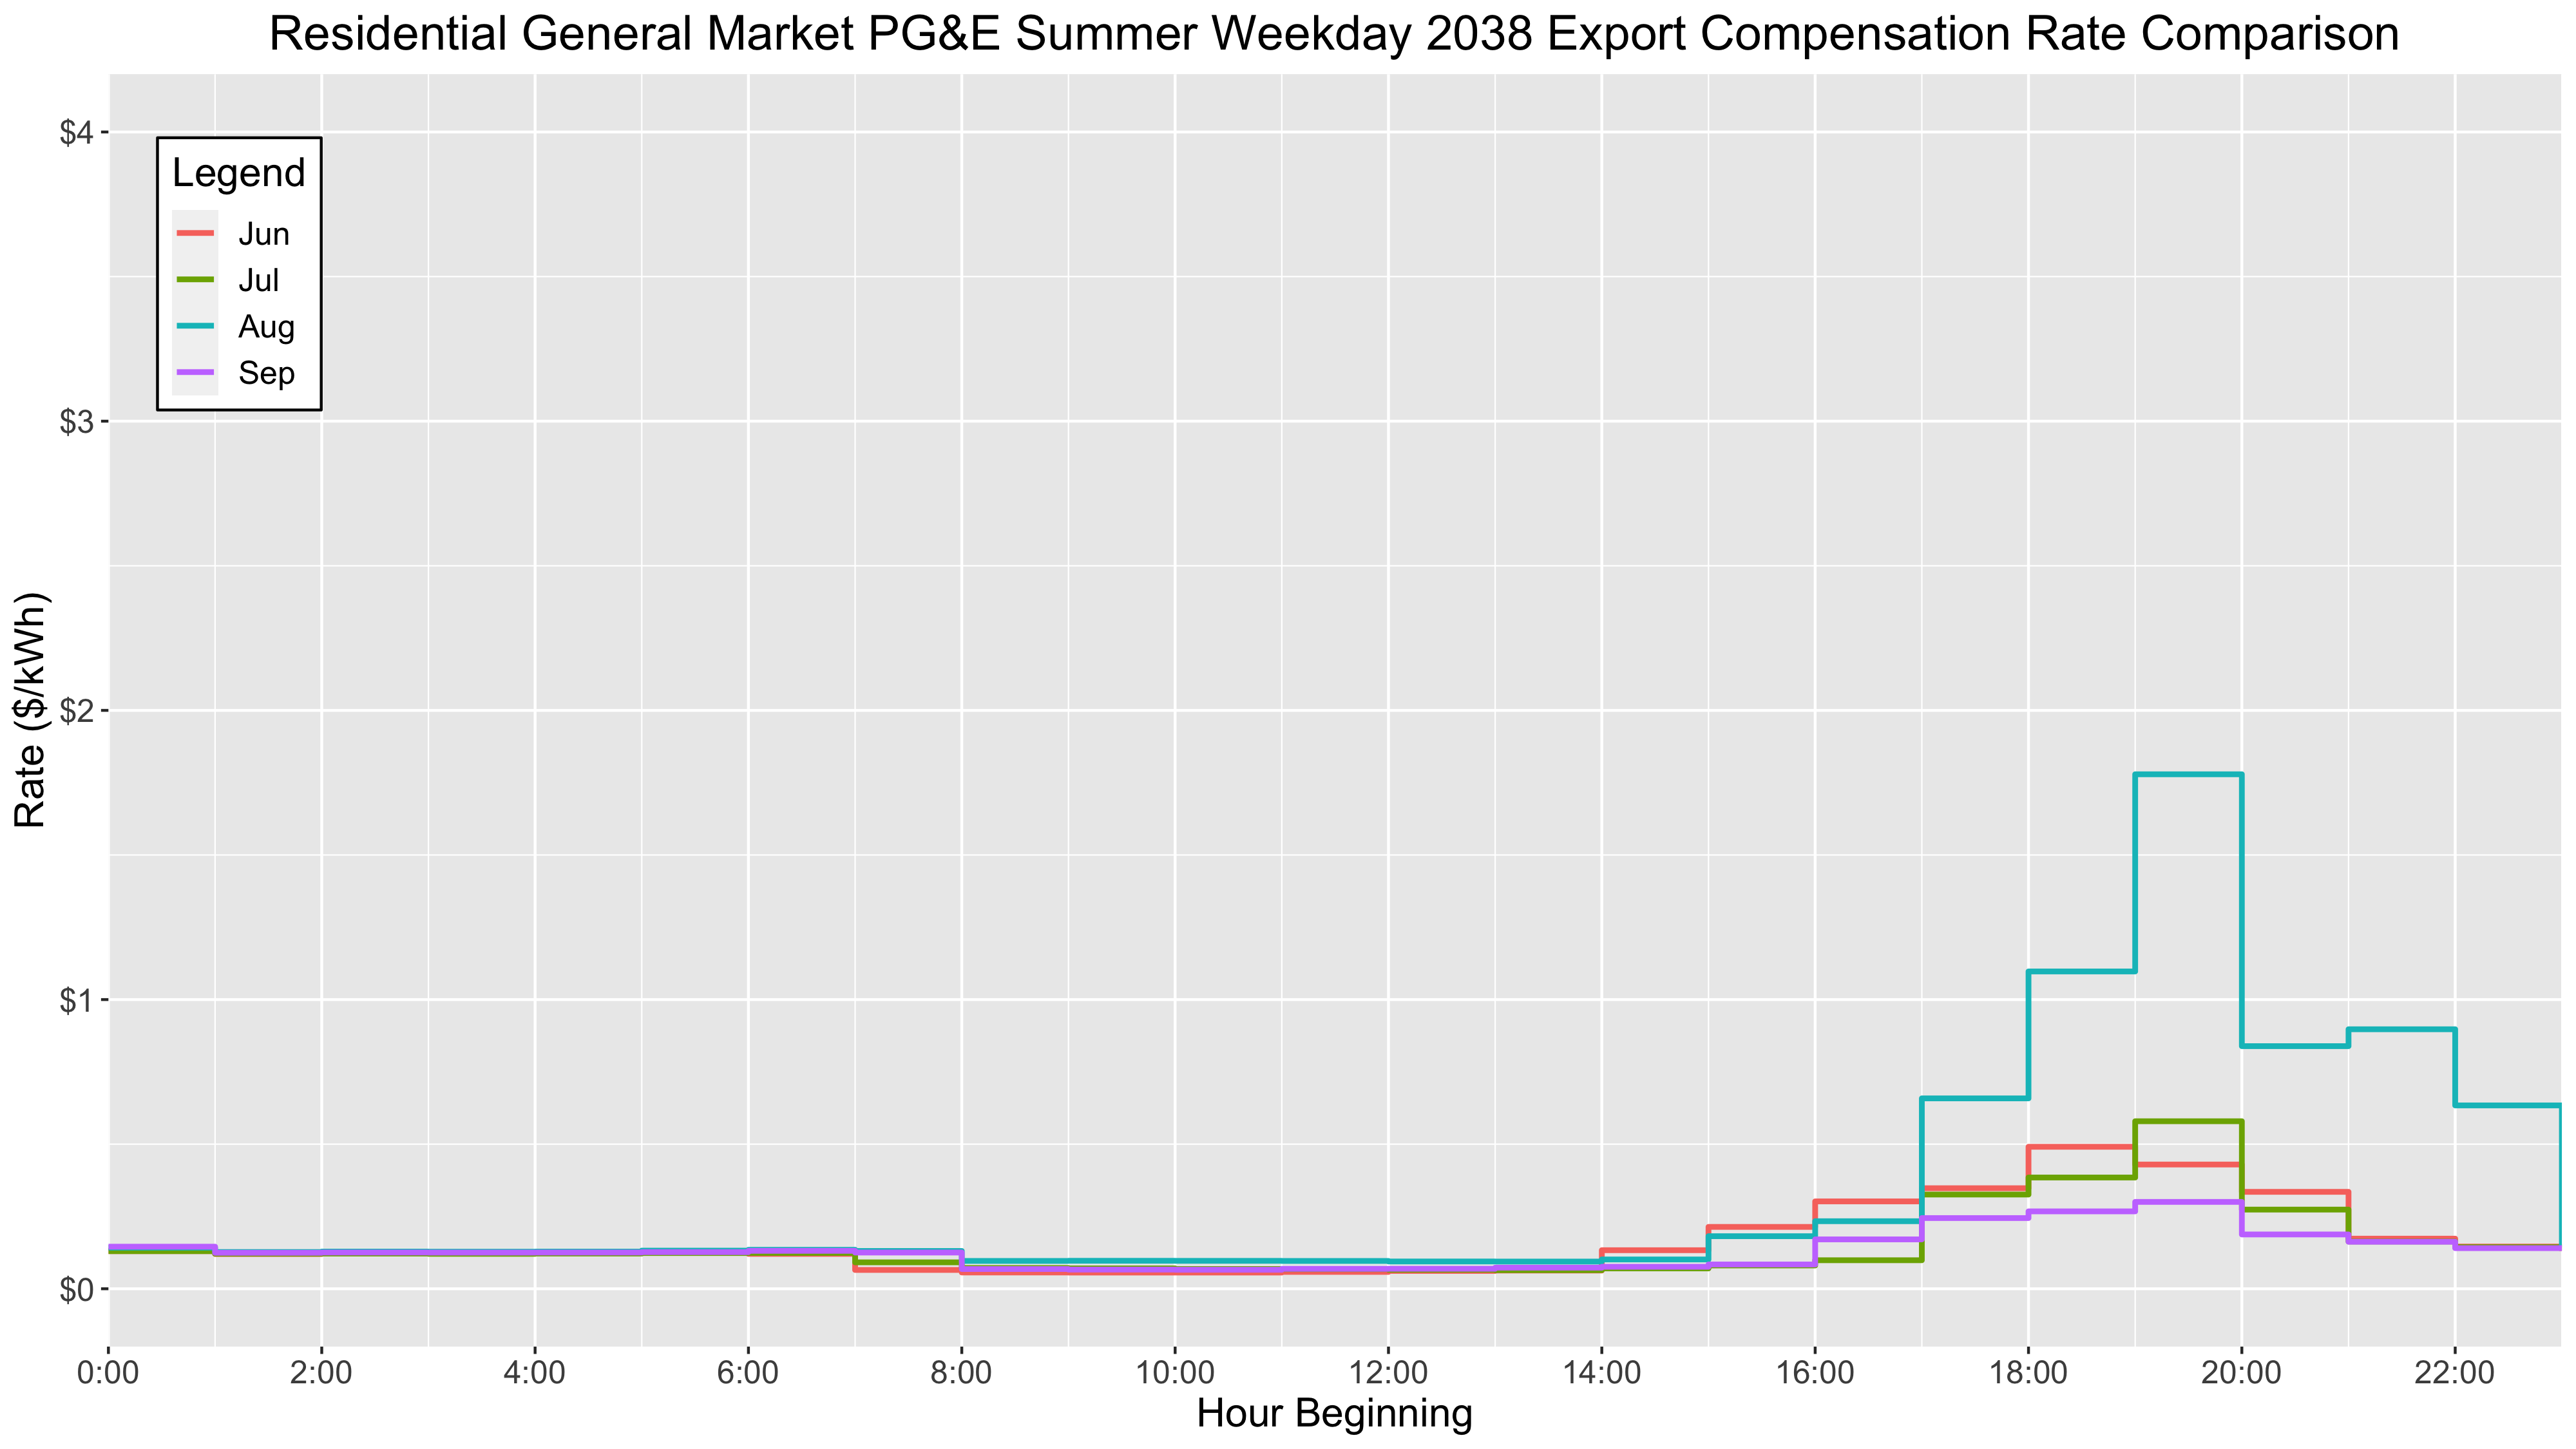 Residential General Market PG&E Summer Weekday 2038 Export Compensation Rate Comparison
$4
Legend
Jun
Jul
Aug
Sep
$3
Rate ($/kWh)
$2
$1
$0
0:00 2:00 4:00 6:00 8:00 10:00 12:00 14:00 16:00 18:00 20:00 22:00
Hour Beginning